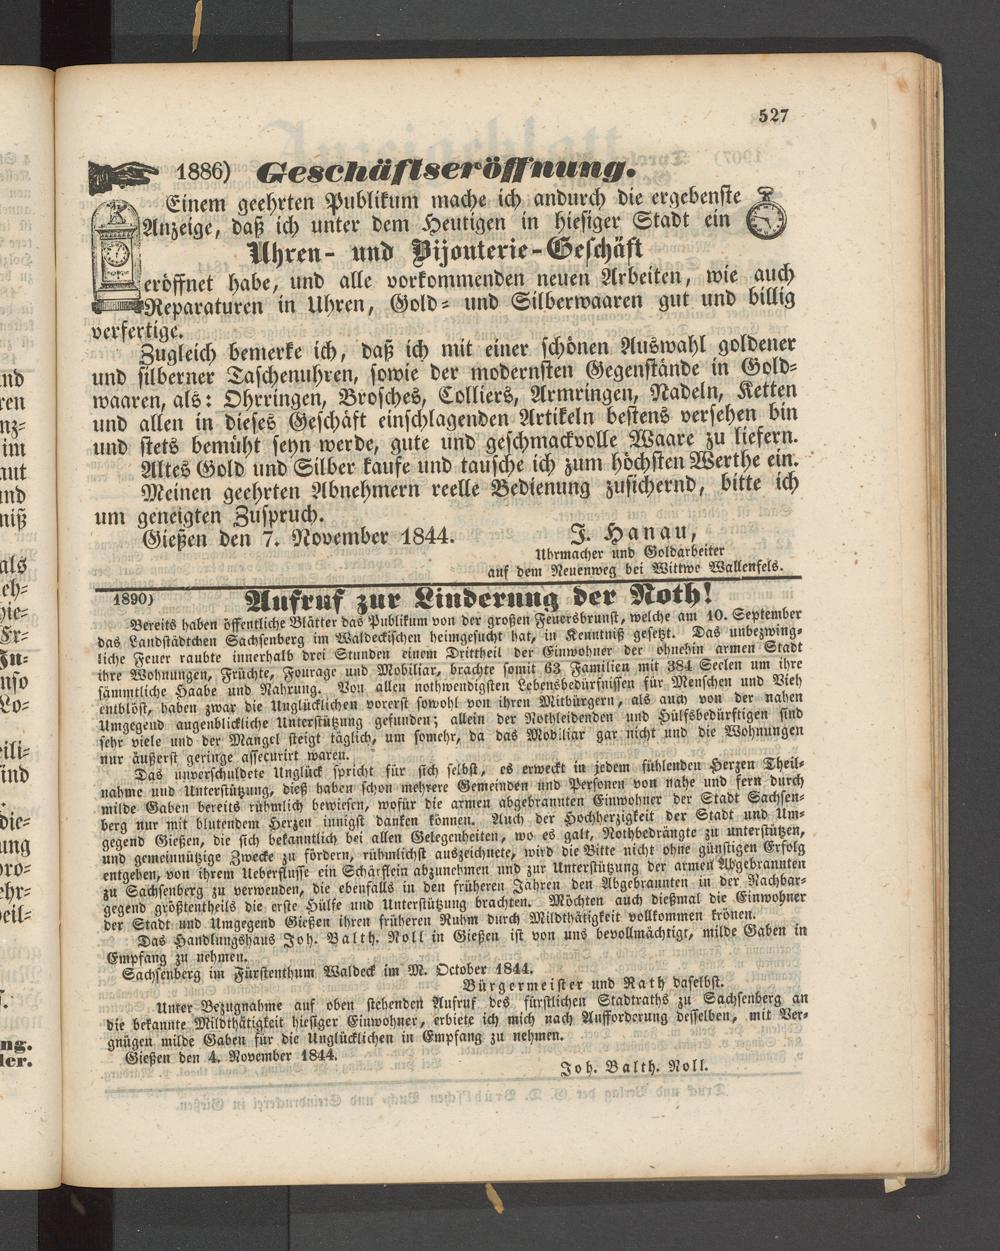 527
1886) Geschäftseröffnung.
Einem geehrten Publikum mache ich andurch die ergebenste
Anzeige, daß ich unter dem Heutigen in hiesiger Stadt ein
Uhren- und Bijouterie-Geschäft
eröffnet habe, und alle vorkommenden neuen Arbeiten, wie auch
Reparaturen in Uhren, Gold- und Silberwaaren gut und billig
verfertige.
Zugleich bemerke ich, daß ich mit einer schönen Auswahl goldener
und silberner Taschenuhren, sowie der modernsten Gegenstände in Gold-
waaren, als: Ohrringen, Brosches, Colliers, Armringen, Nadeln, Ketten
und allen in dieses Geschäft einschlagenden Artikeln bestens versehen bin
und stets bemüht seyn werde, gute und geschmackvolle Waare zu liefern.
Altes Gold und Silber kaufe und tausche ich zum höchsten Werthe ein.
Meinen geehrten Abnehmern reelle Bedienung zusichernd, bitte ich
um geneigten Zuspruch.
Gießen den 7. November 1844. J. Hanau,
Uhrmacher und Goldarbeiter
auf dem Neuenweg bei Wittwe Wallenfels.
1890) Aufruf zur Linderung der Noth!
Bereits haben öffentliche Blätter das Publikum von der großen Feuersbrunst, welche am 10. September
das Landstädtchen Sachsenberg im Waldeckischen heimgesucht hat, in Kenntniß gesetzt. Das unbezwing-
liche Feuer raubte innerhalb drei Stunden einem Drittheil der Einwohner der ohnehin armen Stadt
ihre Wohnungen, Früchte, Fourage und Mobiliar, brachte somit 63 Familien mit 384 Seelen um ihre
sämmtliche Haabe und Nahrung. Von allen nothwendigsten Lebensbedürfnissen für Menschen und Vieh
entblöst, haben zwar die Unglücklichen vorerst sowohl von ihren Mitbürgern, als auch von der nahen
Umgegend augenblickliche Unterstützung gefunden; allein der Nothleidenden und Hülfsbedürftigen sind
sehr viele und der Mangel steigt täglich, um somehr, da das Mobiliar gar nicht und die Wohnungen
nur äußerst geringe assecurirt waren.
Das unverschuldete Unglück spricht für sich selbst, es erweckt in jedem fühlenden Herzen Theil-
nahme und Unterstützung, dieß haben schon mehrere Gemeinden und Personen von nahe und fern durch
milde Gaben bereits rühmlich bewiesen, wofür die armen abgebrannten Einwohner der Stadt Sachsen-
berg nur mit blutendem Herzen innigst danken können. Auch der Hochherzigkeit der Stadt und Um-
gegend Gießen, die sich bekanntlich bei allen Gelegenheiten, wo es galt, Nothbedrängte zu unterstützen,
und gemeinnützige Zwecke zu fördern, rühmlichst auszeichnete, wird die Bitte nicht ohne günstigen Erfolg
entgehen, von ihrem Ueberflusse ein Schärflein abzunehmen und zur Unterstützung der armen Abgebrannten
zu Sachsenberg zu verwenden, die ebenfalls in den früheren Jahren den Abgebrannten in der Nachbar-
gegend größtentheils die erste Hülfe und Unterstützung brachten. Möchten auch dießmal die Einwohner
der Stadt und Umgegend Gießen ihren früheren Ruhm durch Mildthätigkeit vollkommen krönen.
Das Handlungshaus Joh. Balth. Noll in Gießen ist von uns bevollmächtigt, milde Gaben in
Empfang zu nehmen.
Sachsenberg im Fürstenthum Waldeck im M. October 1844.
Bürgermeister und Rath daselbst.
Unter Bezugnahme auf oben stehenden Aufruf des fürstlichen Stadtraths zu Sachsenberg an
die bekannte Mildthätigkeit hiesiger Einwohner, erbiete ich mich nach Aufforderung desselben, mit Ver-
gnügen milde Gaben für die Unglücklichen in Empfang zu nehmen.
Gießen den 4. November 1844.
Joh. Balth. Noll.